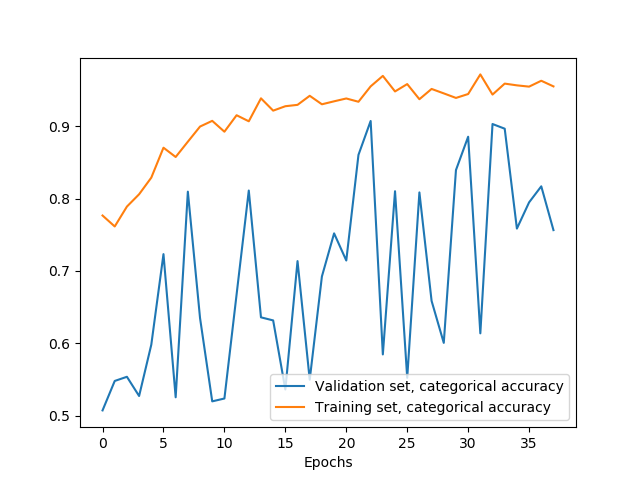 0.9
0.8
0.7
0.6
0.5
Validation set, categorical accuracy
Training set, categorical accuracy
0 5 10 15 20 25 30 35
Epochs